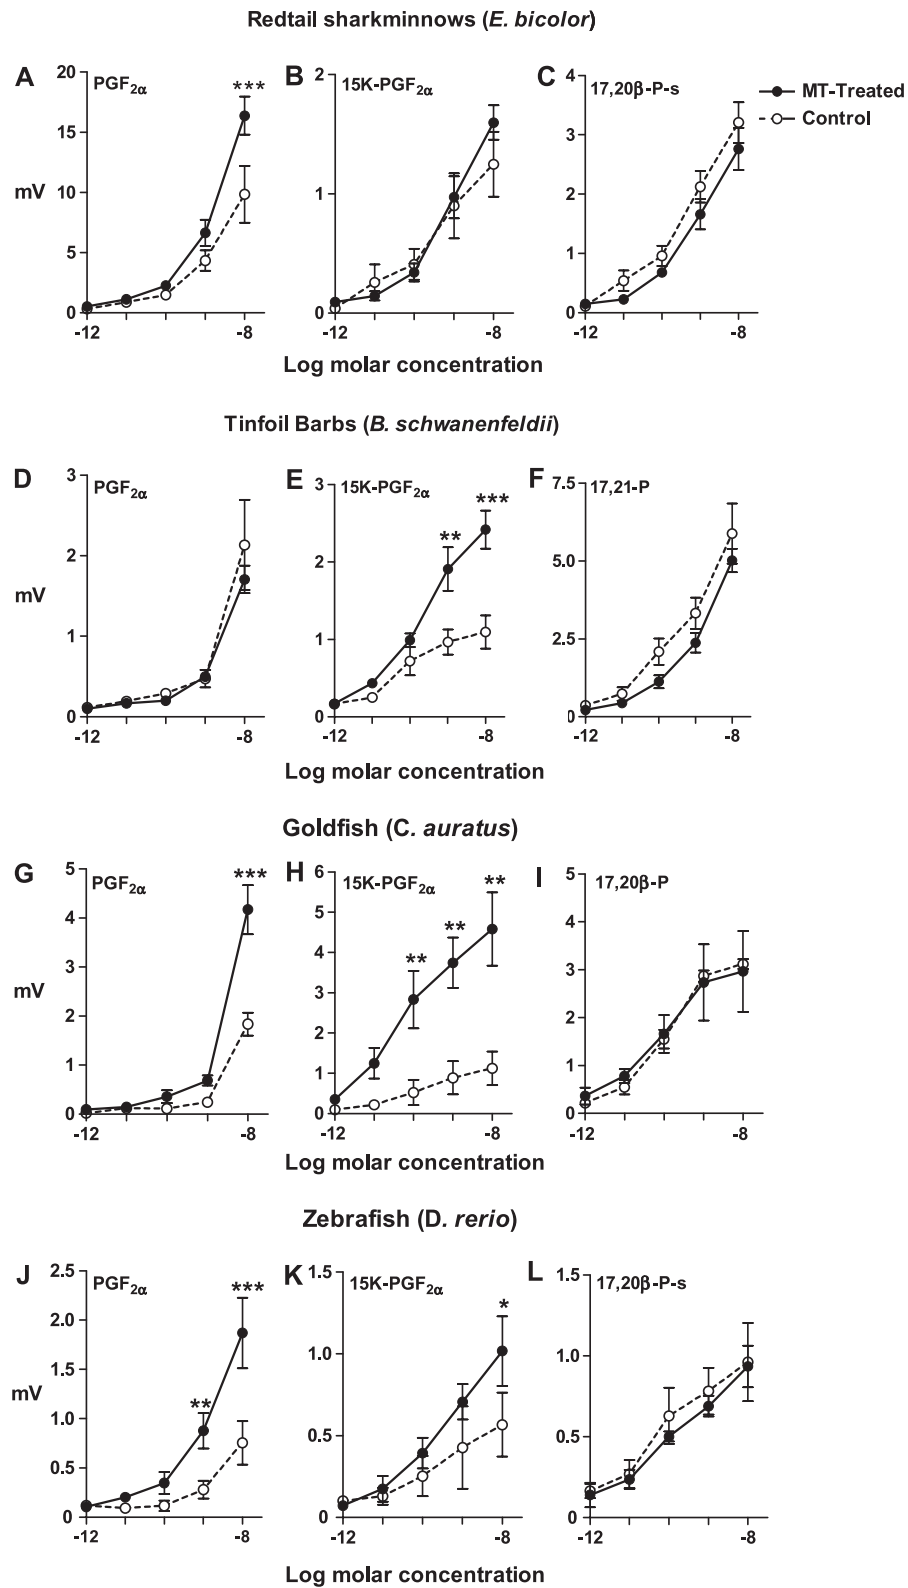 Redtail sharkminnows (E. bicolor)
A PGF2α *** B 15K-PGF2α C 17,20β-P-s MT-Treated
Control
20 2 4
15 3
mV 10 1 2
5 1
0 0 0
-12 -8 -12 -8 -12 -8
Log molar concentration
Tinfoil Barbs (B. schwanenfeldii)
D PGF2α E 15K-PGF2α ** *** F 17,21-P
3 3 7.5
2 2 5.0
mV
1 1 2.5
0 0 0
-12 -8 -12 -8 -12 -8
Log molar concentration
Goldfish (C. auratus)
G PGF2α *** H 15K-PGF2α ** ** ** I 17,20β-P
5 6 5
4 5 4
3 4 3
mV 3
2 2 2
1 1 1
0 0 0
-12 -8 -12 -8 -12 -8
Log molar concentration
Zebrafish (D. rerio)
J PGF2α ** *** K 15K-PGF2α * L 17,20β-P-s
2.5 1.5 1.5
2.0
1.5 1.0 1.0
mV
1.0 0.5 0.5
0.5
0 0 0
-12 -8 -12 -8 -12 -8
Log molar concentration